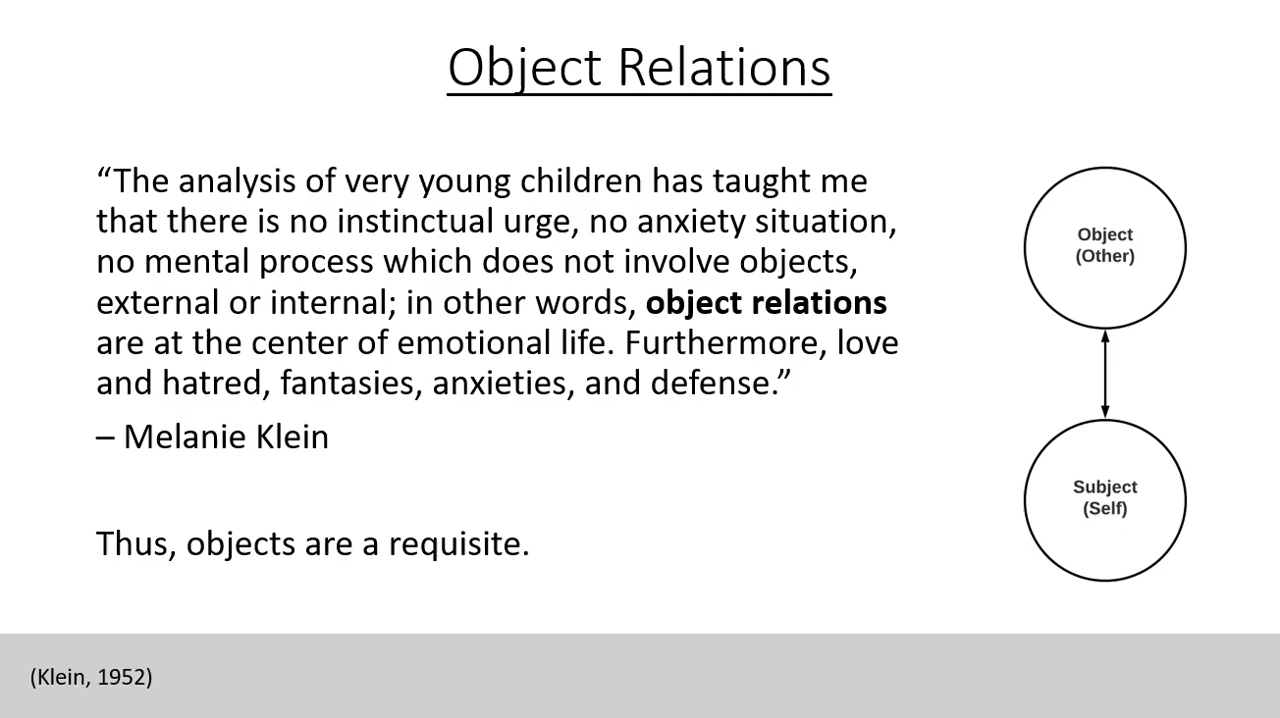 Object Relations
“The analysis of very young children has taught me
that there is no instinctual urge, no anxiety situation,
no mental process which does not involve objects,
external or internal; in other words, object relations
are at the center of emotional life. Furthermore, love
and hatred, fantasies, anxieties, and defense.”
– Melanie Klein
Thus, objects are a requisite.
Object
(Other)
Subject
(Self)
(Klein, 1952)